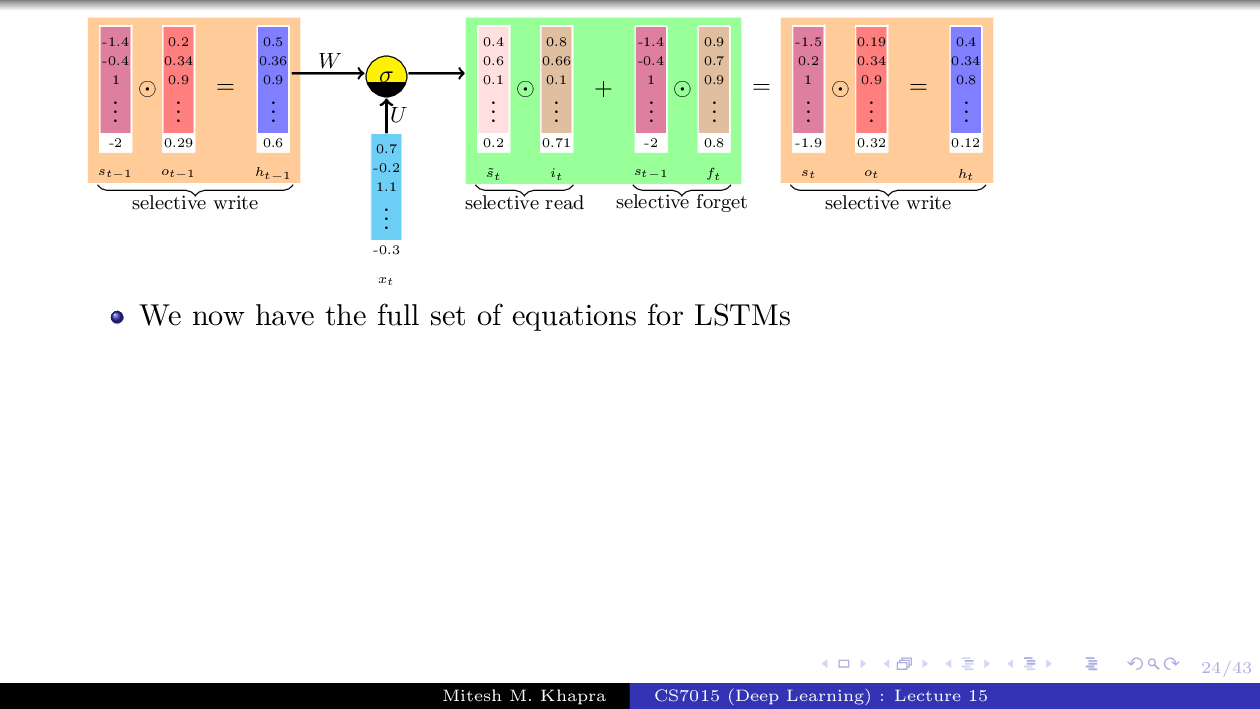 -1.4 0.2 0.5 0.4 0.8 -1.4 0.9 -1.5 0.19 0.4
-0.4 0.34 0.36 W 0.6 0.66 -0.4 0.7 0.2 0.34 0.34
1 0.9 0.9 σ 0.1 0.1 1 0.9 1 0.9 0.8
⊙ = ⊙ + ⊙ = ⊙ =
⋮ ⋮ ⋮ U ⋮ ⋮ ⋮ ⋮ ⋮ ⋮ ⋮
-2 0.29 0.6 0.2 0.71 -2 0.8 -1.9 0.32 0.12
s_{t−1} o_{t−1} h_{t−1} s̃_t i_t s_{t−1} f_t s_t o_t h_t
selective write selective read selective forget selective write
0.7
-0.2
1.1
⋮
-0.3
x_t
We now have the full set of equations for LSTMs
24/43
Mitesh M. Khapra CS7015 (Deep Learning) : Lecture 15